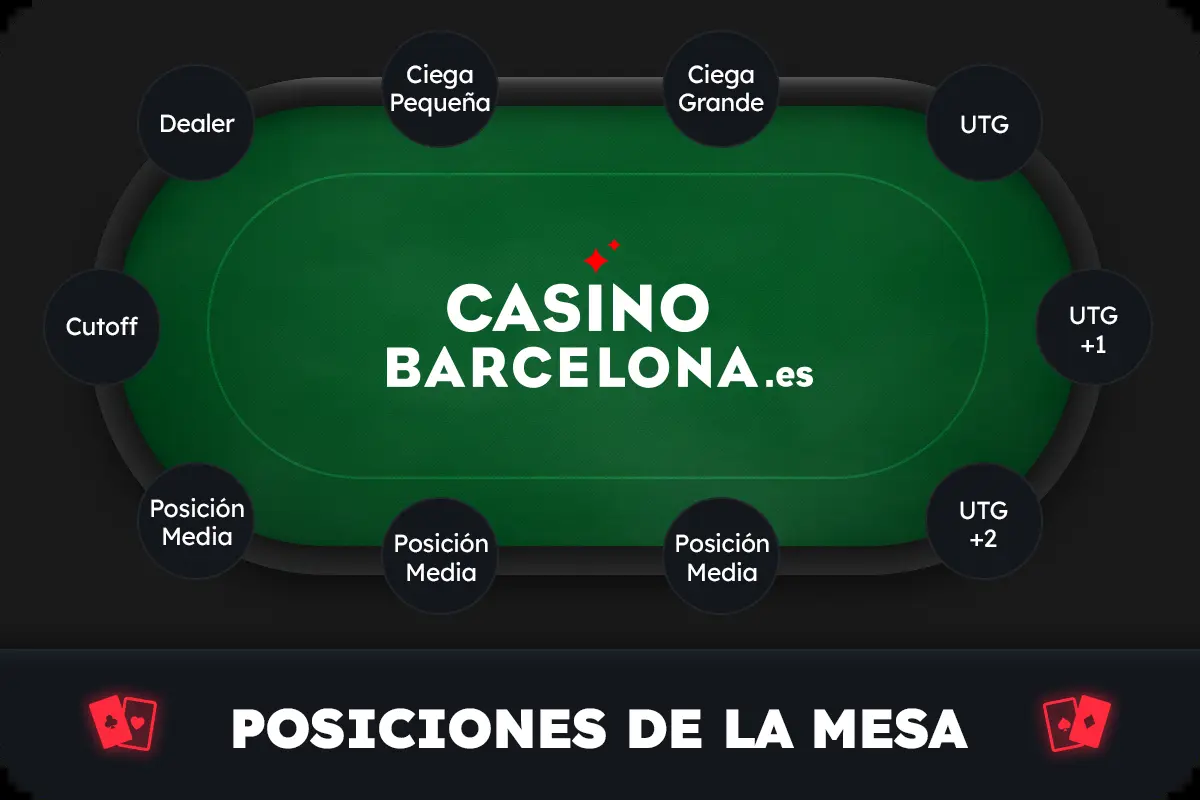 Ciega
Pequeña
Ciega
Grande
Dealer
UTG
CASINO
BARCELONA.es
Cutoff
UTG
+1
Posición
Media
Posición
Media
Posición
Media
UTG
+2
POSICIONES DE LA MESA